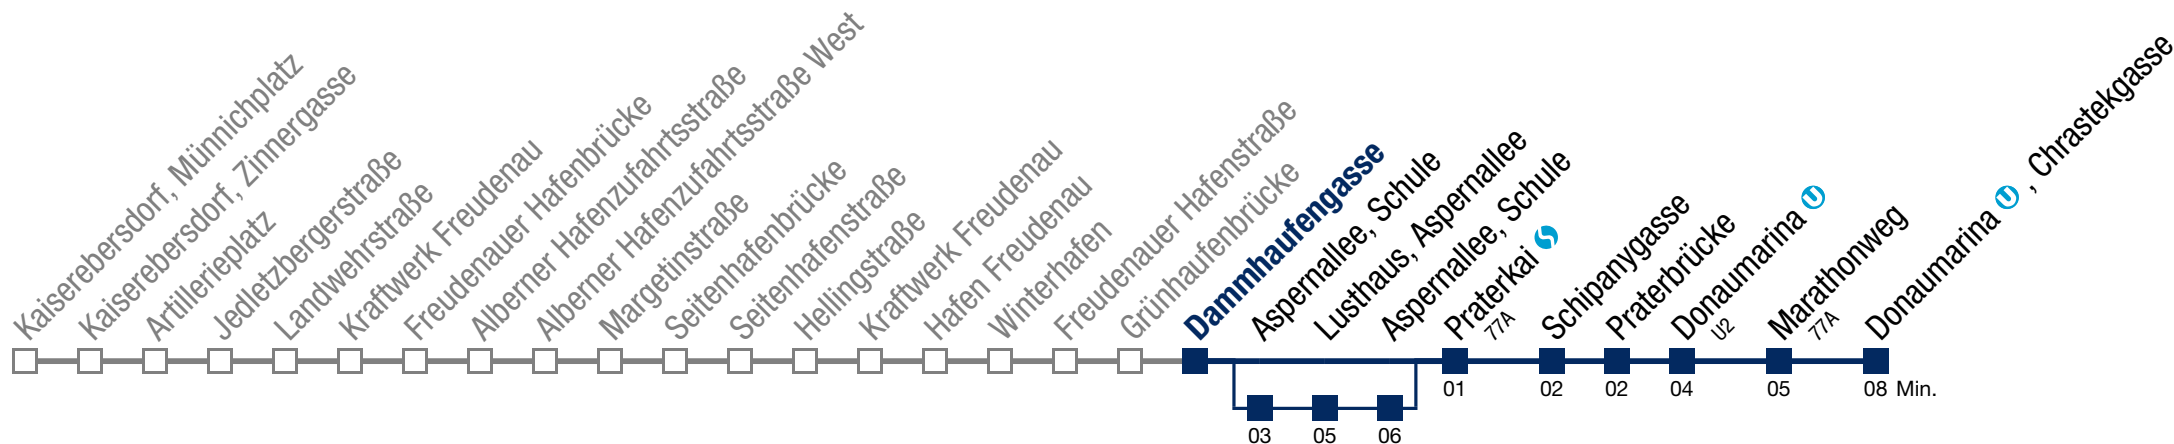 Kaiserebersdorf, Münnichplatz
Kaiserebersdorf, Zinnergasse
Artillerieplatz
Jedletzbergerstraße
Landwehrstraße
Kraftwerk Freudenau
Freudenauer Hafenbrücke
Alberner Hafenzufahrtsstraße
Alberner Hafenzufahrtsstraße West
Margetinstraße
Seitenhafenbrücke
Seitenhafenstraße
Hellingstraße
Kraftwerk Freudenau
Hafen Freudenau
Winterhafen
Freudenauer Hafenstraße
Grünhaufenbrücke
Dammhaufengasse
Aspernallee, Schule
Lusthaus, Aspernallee
Aspernallee, Schule
Praterkai
77A
Schipanygasse
Praterbrücke
Donaumarina U
U2
Marathonweg
77A
Donaumarina U, Chrastekgasse
01 02 02 04 05 08 Min.
03 05 06